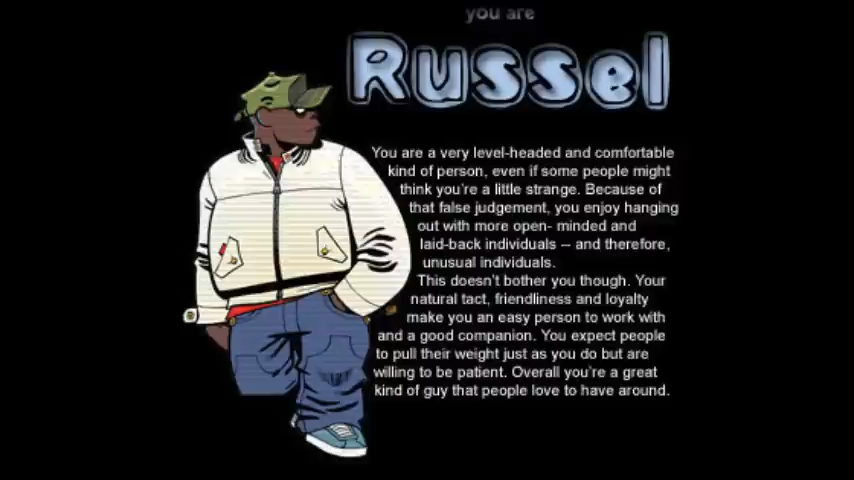 you are
Russel
You are a very level-headed and comfortable
kind of person, even if some people might
think you're a little strange. Because of
that false judgement, you enjoy hanging
out with more open- minded and
laid-back individuals -- and therefore,
unusual individuals.
This doesn't bother you though. Your
natural tact, friendliness and loyalty
make you an easy person to work with
and a good companion. You expect people
to pull their weight just as you do but are
willing to be patient. Overall you're a great
kind of guy that people love to have around.